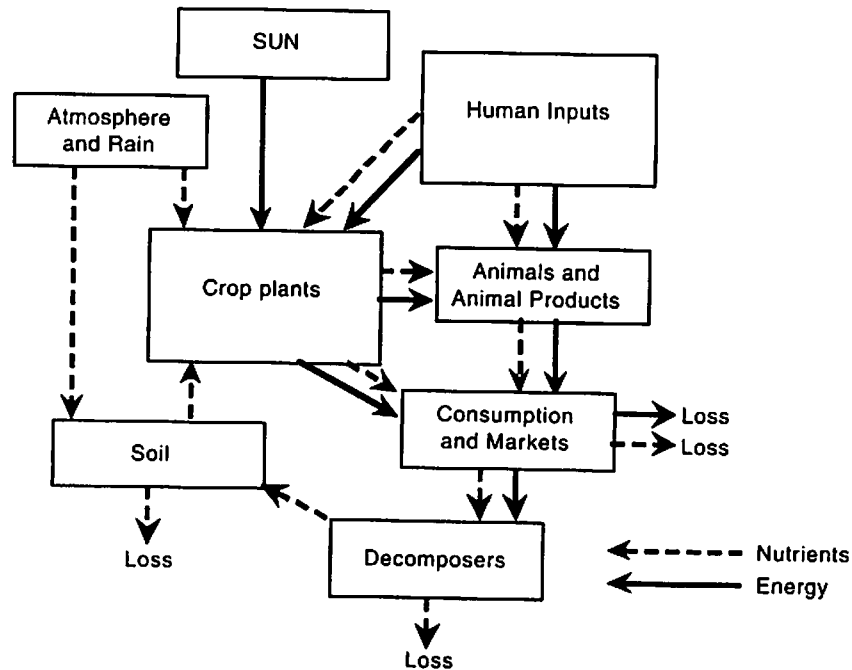 SUN
Human Inputs
Atmosphere
and Rain
Crop plants
Animals and
Animal Products
Consumption
and Markets
Loss
Loss
Soil
Decomposers
Loss
Nutrients
Energy
Loss